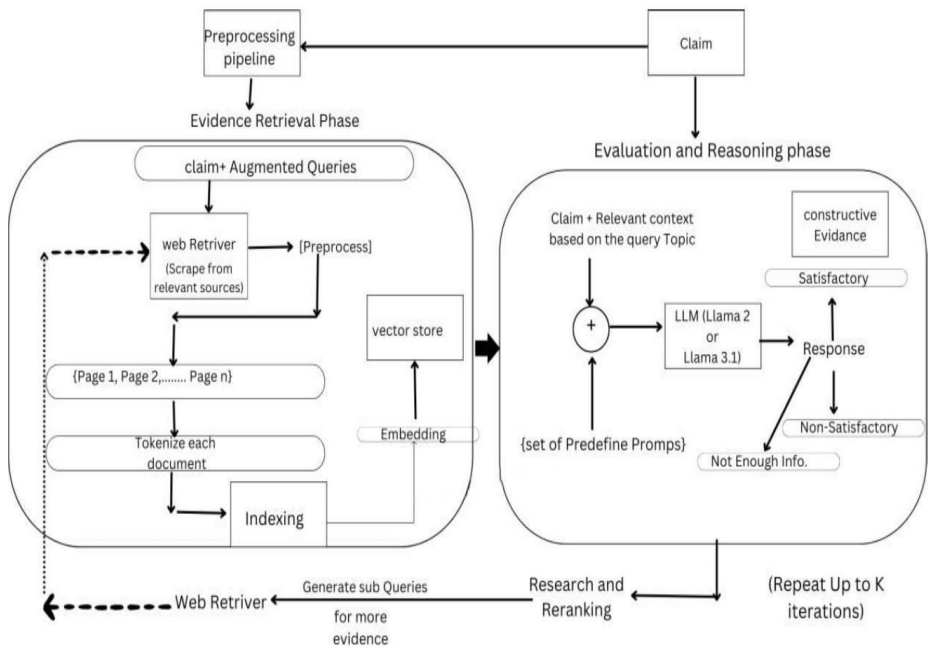 Preprocessing
pipeline
Claim
Evidence Retrieval Phase
claim+ Augmented Queries
web Retriver
(Scrape from
relevant sources)
[Preprocess]
vector store
{Page 1, Page 2,........ Page n}
Tokenize each
document
Embedding
Indexing
Evaluation and Reasoning phase
Claim + Relevant context
based on the query Topic
constructive
Evidance
Satisfactory
+
LLM (Llama 2
or
Llama 3.1)
Response
{set of Predefine Promps}
Non-Satisfactory
Not Enough Info.
Web Retriver
Generate sub Queries
for more
evidence
Research and
Reranking
(Repeat Up to K
iterations)